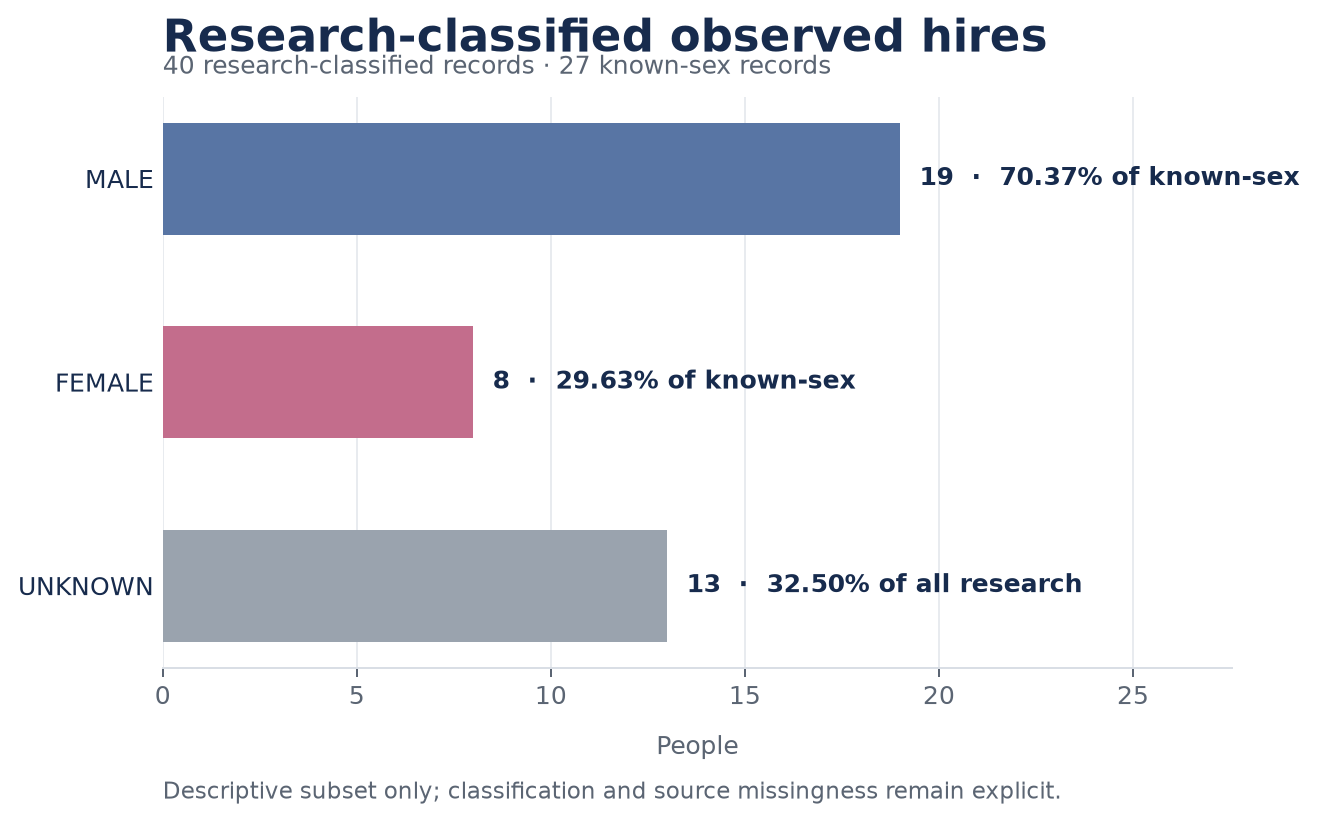 Research-classified observed hires
40 research-classified records · 27 known-sex records
MALE
19 · 70.37% of known-sex
FEMALE
8 · 29.63% of known-sex
UNKNOWN
13 · 32.50% of all research
0 5 10 15 20 25
People
Descriptive subset only; classification and source missingness remain explicit.